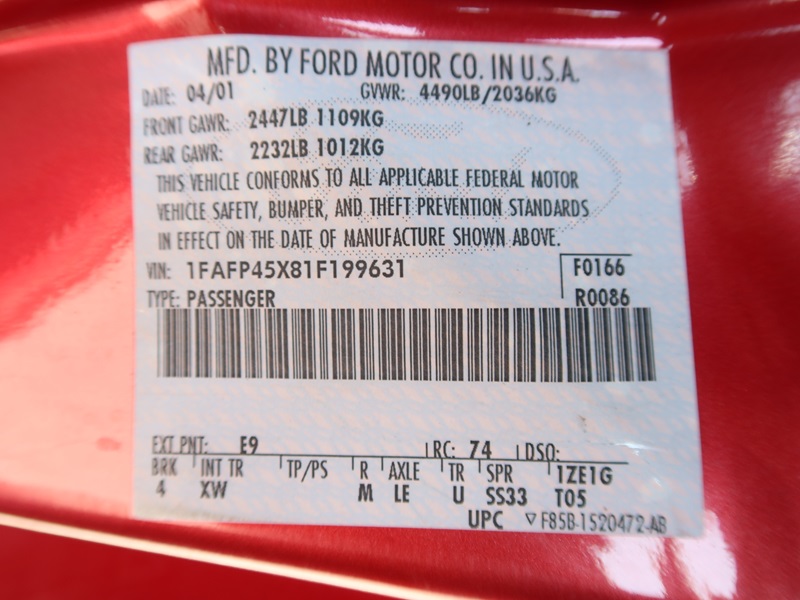 MFD. BY FORD MOTOR CO. IN U.S.A.
DATE: 04/01 GVWR: 4490LB/2036KG
FRONT GAWR: 2447LB 1109KG
REAR GAWR: 2232LB 1012KG
THIS VEHICLE CONFORMS TO ALL APPLICABLE FEDERAL MOTOR
VEHICLE SAFETY, BUMPER, AND THEFT PREVENTION STANDARDS
IN EFFECT ON THE DATE OF MANUFACTURE SHOWN ABOVE.
VIN: 1FAFP45X81F199631 F0166
TYPE: PASSENGER R0086
EXT PNT: E9 RC: 74 DSO:
BRK INT TR TP/PS R AXLE TR SPR 1ZE1G
4 XW M LE U SS33 T05
UPC ▽F85B-1520472-AB